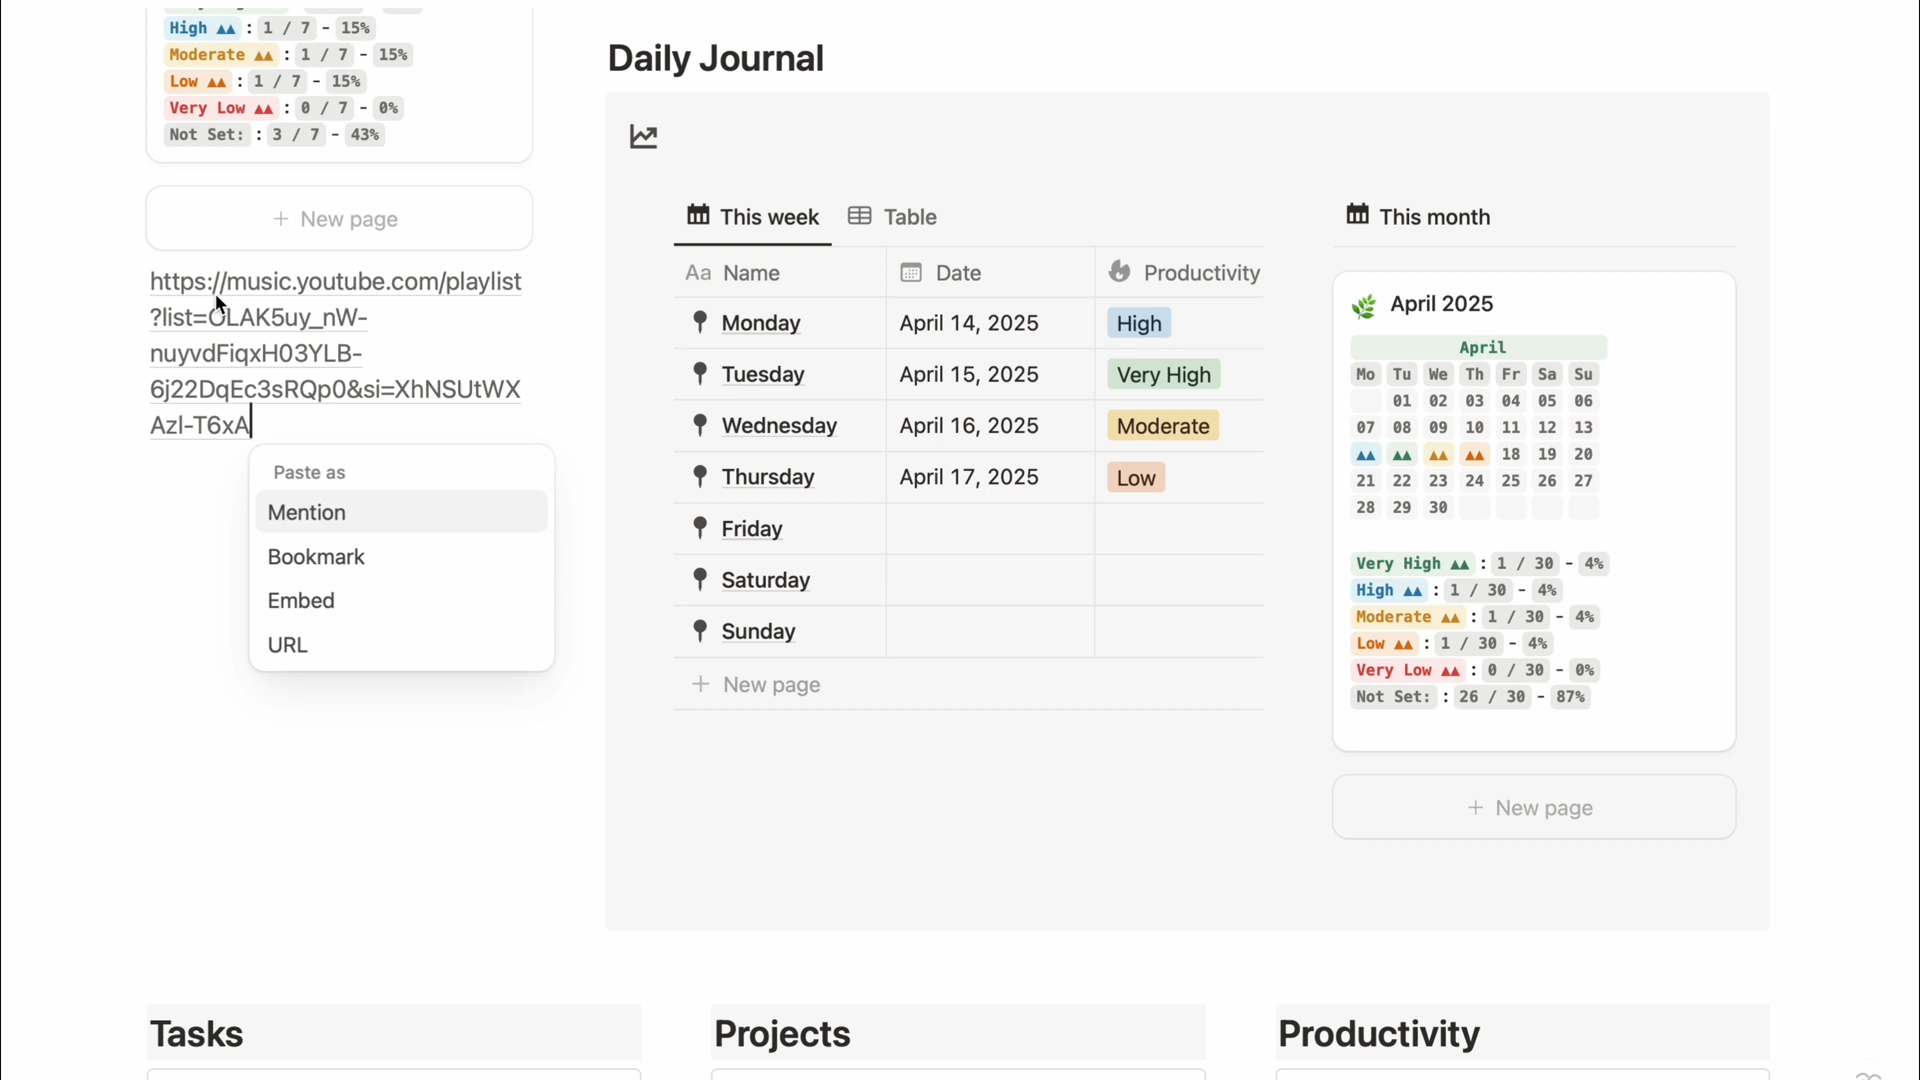 High ▲▲ : 1 / 7 - 15%
Moderate ▲▲ : 1 / 7 - 15%
Low ▲▲ : 1 / 7 - 15%
Very Low ▲▲ : 0 / 7 - 0%
Not Set: : 3 / 7 - 43%
+ New page
https://music.youtube.com/playlist
?list=OLAK5uy_nW-
nuyvdFiqxH03YLB-
6j22DqEc3sRQp0&si=XhNSUtWX
Azl-T6xA
Paste as
Mention
Bookmark
Embed
URL
Daily Journal
This week Table
Aa Name Date Productivity
Monday April 14, 2025 High
Tuesday April 15, 2025 Very High
Wednesday April 16, 2025 Moderate
Thursday April 17, 2025 Low
Friday
Saturday
Sunday
+ New page
This month
April 2025
April
Mo Tu We Th Fr Sa Su
01 02 03 04 05 06
07 08 09 10 11 12 13
▲▲ ▲▲ ▲▲ ▲▲ 18 19 20
21 22 23 24 25 26 27
28 29 30
Very High ▲▲ : 1 / 30 - 4%
High ▲▲ : 1 / 30 - 4%
Moderate ▲▲ : 1 / 30 - 4%
Low ▲▲ : 1 / 30 - 4%
Very Low ▲▲ : 0 / 30 - 0%
Not Set: : 26 / 30 - 87%
+ New page
Tasks
Projects
Productivity